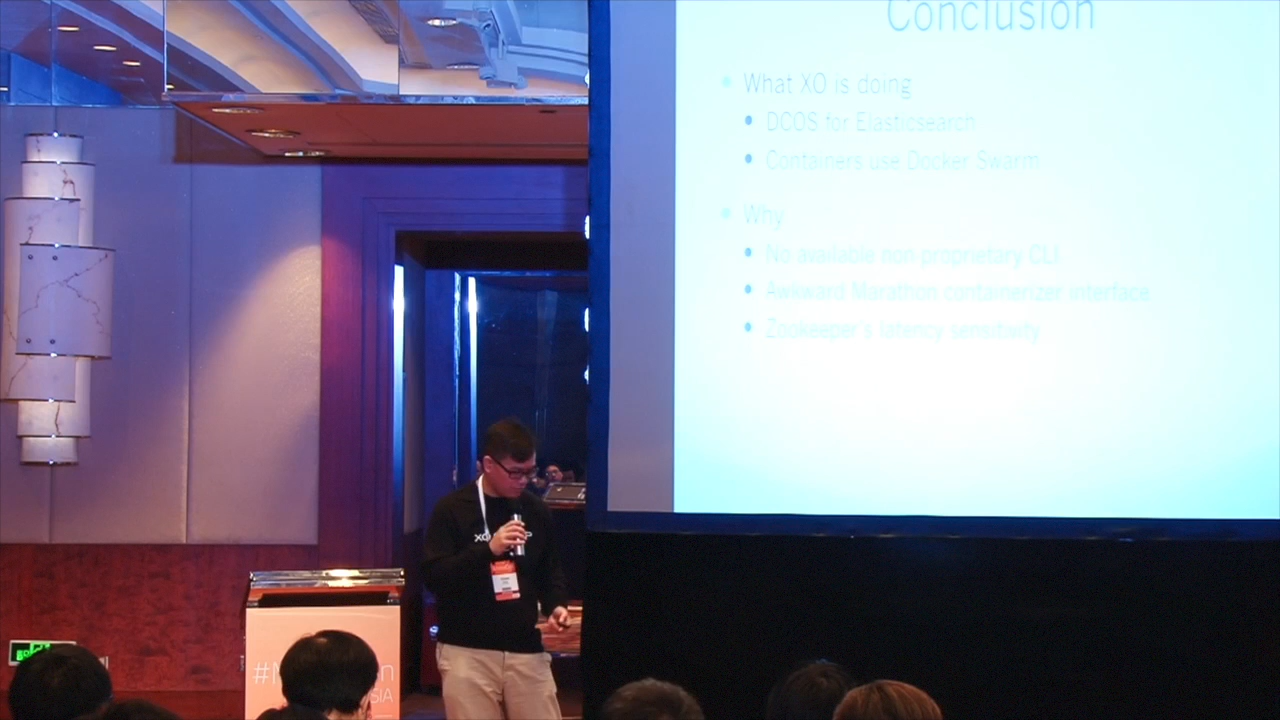 Conclusion
What XO is doing
DCOS for Elasticsearch
Containers use Docker Swarm
Why
No available non-proprietary CLI
Awkward Marathon containerizer interface
Zookeeper's latency sensitivity